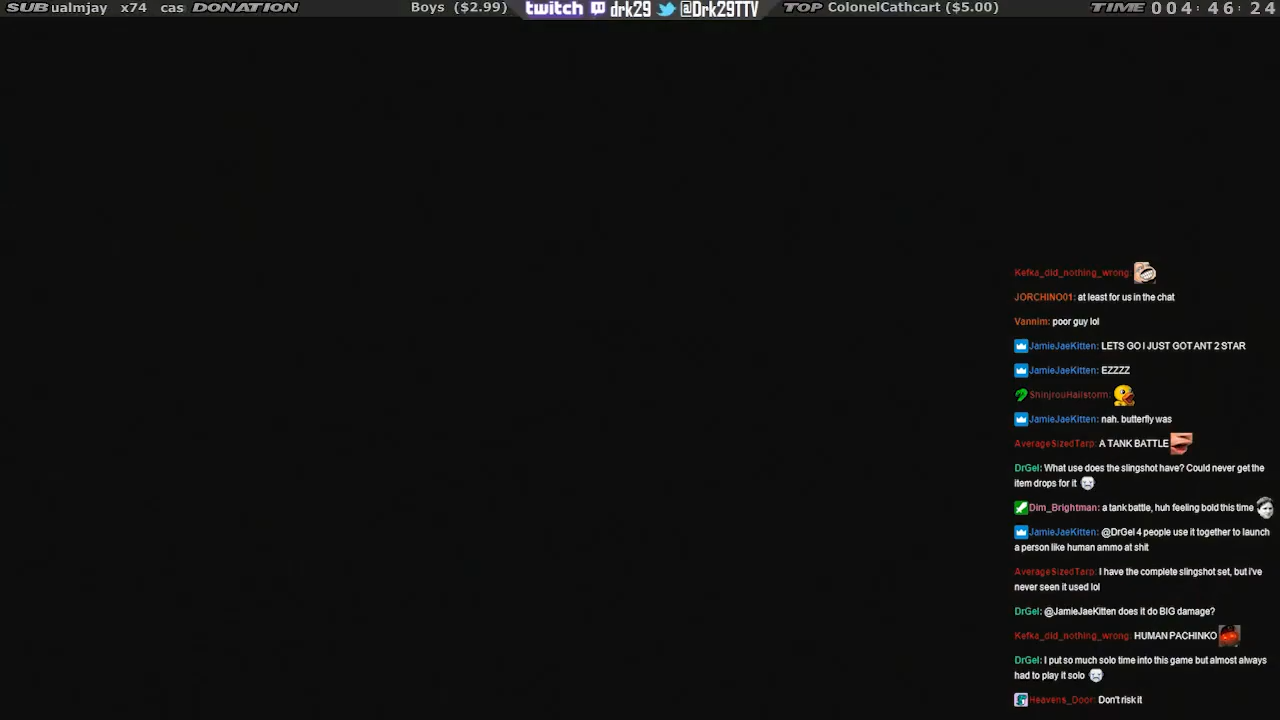 SUB ualmjay x74 cas DONATION Boys ($2.99) twitch drk29 @Drk29TTV TOP ColonelCathcart ($5.00) TIME 004:46:24
Kefka_did_nothing_wrong:
JORCHINO01: at least for us in the chat
Vannim: poor guy lol
JamieJaeKitten: LETS GO I JUST GOT ANT 2 STAR
JamieJaeKitten: EZZZZ
ShinjrouHailstorm:
JamieJaeKitten: nah. butterfly was
AverageSizedTarp: A TANK BATTLE
DrGel: What use does the slingshot have? Could never get the
item drops for it
Dim_Brightman: a tank battle, huh feeling bold this time
JamieJaeKitten: @DrGel 4 people use it together to launch
a person like human ammo at shit
AverageSizedTarp: I have the complete slingshot set, but i've
never seen it used lol
DrGel: @JamieJaeKitten does it do BIG damage?
Kefka_did_nothing_wrong: HUMAN PACHINKO
DrGel: I put so much solo time into this game but almost always
had to play it solo
Heavens_Door: Don't risk it